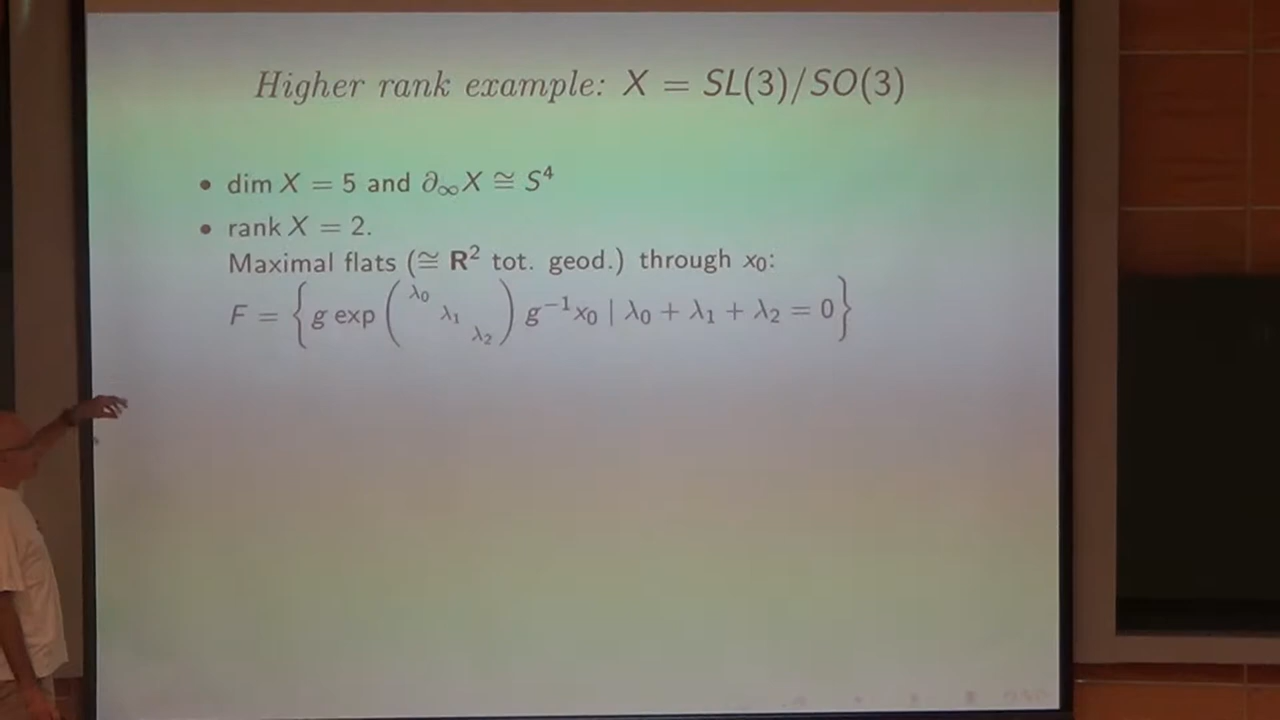 Higher rank example: X = SL(3)/SO(3)
• dim X = 5 and ∂∞X ≅ S⁴
• rank X = 2.
Maximal flats (≅ R² tot. geod.) through x₀:
F = { g exp ( λ₀ λ₁ λ₂ ) g⁻¹x₀ | λ₀ + λ₁ + λ₂ = 0 }